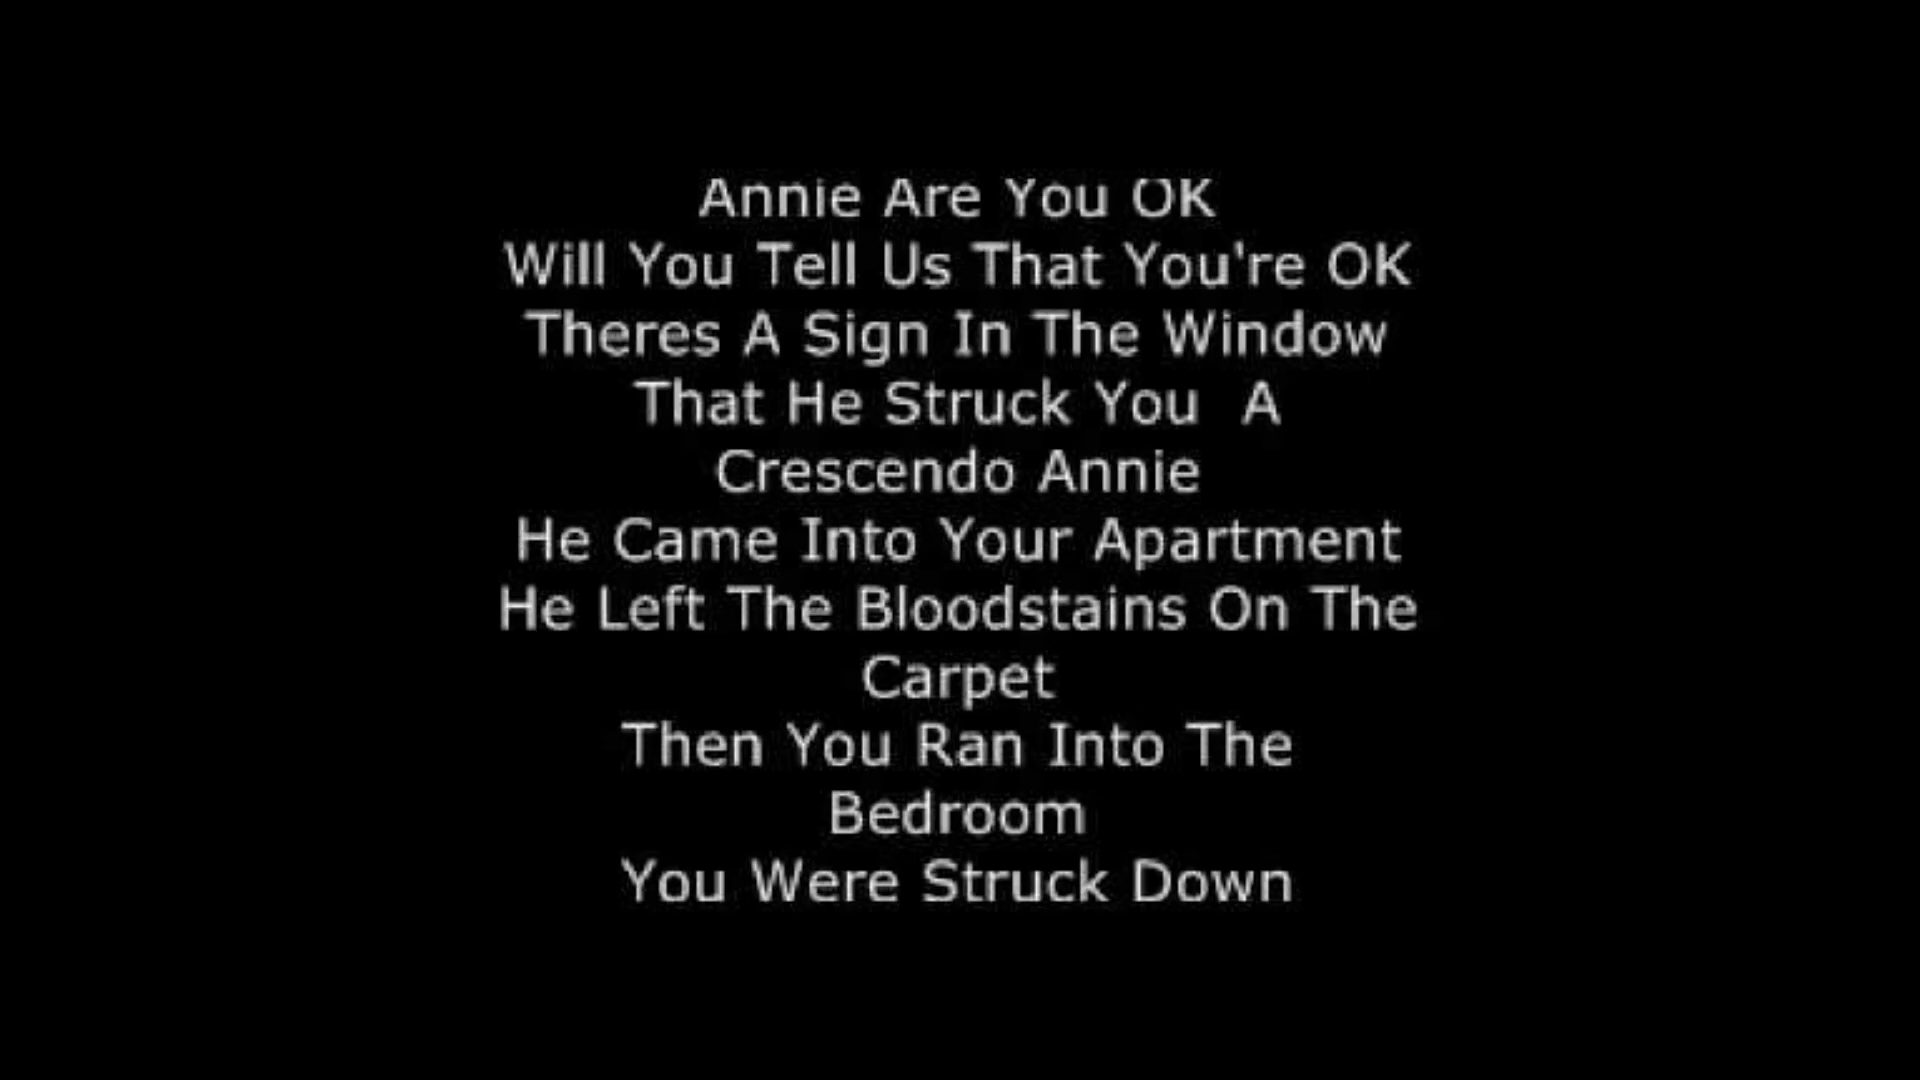 Annie Are You OK
Will You Tell Us That You're OK
Theres A Sign In The Window
That He Struck You  A
Crescendo Annie
He Came Into Your Apartment
He Left The Bloodstains On The
Carpet
Then You Ran Into The
Bedroom
You Were Struck Down